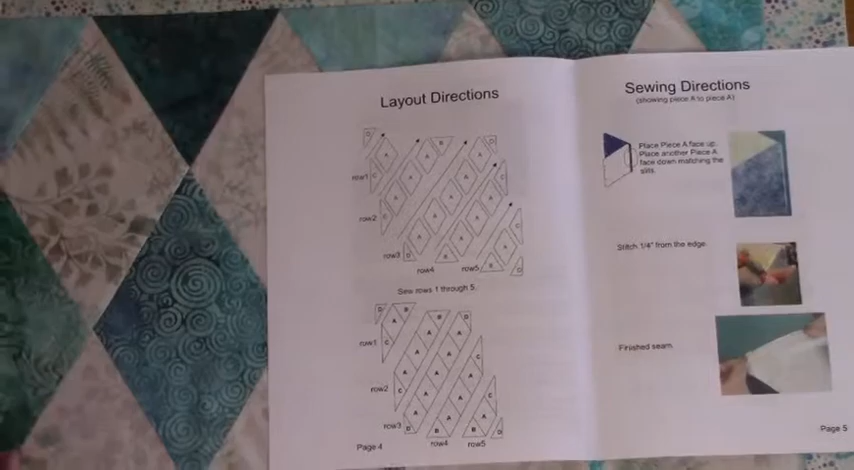 Layout Directions
row1
row2
row3
row4
row5
Sew rows 1 through 5.
row1
row2
row3
row4
row5
Page 4
Sewing Directions
(showing piece A to piece A)
Place Piece A face up.
Place another Piece A
face down matching the
slits.
Stitch 1/4" from the edge.
Finished seam
Page 5